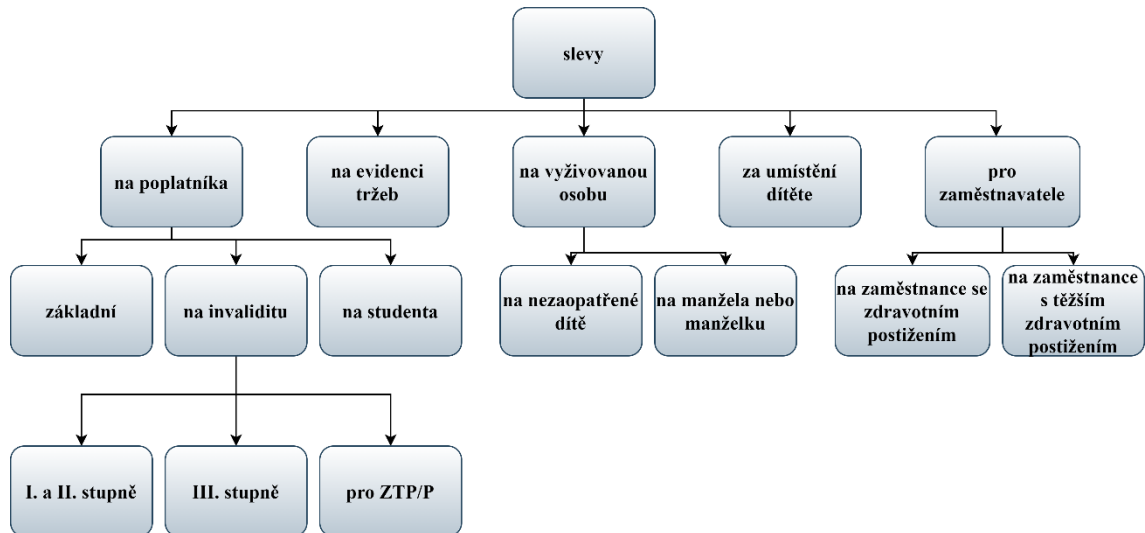 slevy
na poplatníka
na evidenci
tržeb
na vyživovanou
osobu
za umístění
dítěte
pro
zaměstnavatele
základní
na invaliditu
na studenta
na nezaopatřené
dítě
na manžela nebo
manželku
na zaměstnance se
zdravotním
postižením
na zaměstnance
s těžším
zdravotním
postižením
I. a II. stupně
III. stupně
pro ZTP/P